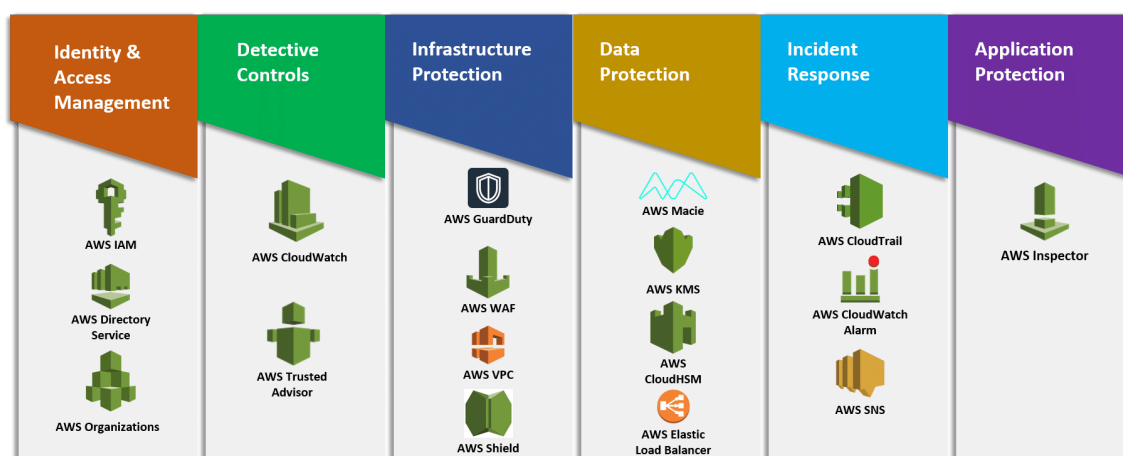 Identity &
Access
Management
AWS IAM
AWS Directory
Service
AWS Organizations
Detective
Controls
AWS CloudWatch
AWS Trusted
Advisor
Infrastructure
Protection
AWS GuardDuty
AWS WAF
AWS VPC
AWS Shield
Data
Protection
AWS Macie
AWS KMS
AWS
CloudHSM
AWS Elastic
Load Balancer
Incident
Response
AWS CloudTrail
AWS CloudWatch
Alarm
AWS SNS
Application
Protection
AWS Inspector